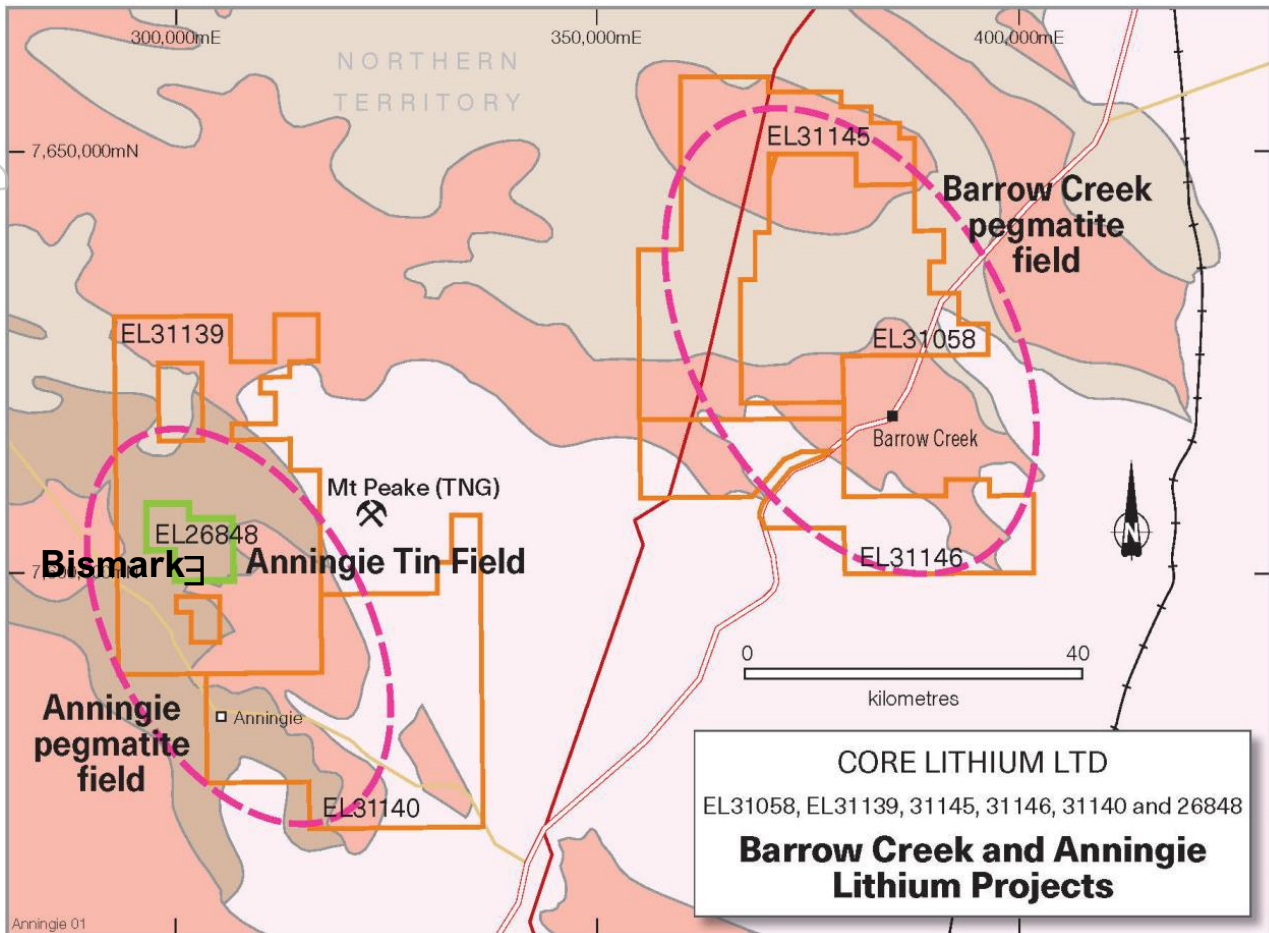 300,000mE
350,000mE
400,000mE
NORTHERN
TERRITORY
7,650,000mN
EL31145
Barrow Creek
pegmatite
field
EL31139
EL31058
Barrow Creek
Mt Peake (TNG)
EL26848
Bismark
Anningie Tin Field
EL31146
N
0
40
kilometres
Anningie
pegmatite
field
Anningie
EL31140
CORE LITHIUM LTD
EL31058, EL31139, 31145, 31146, 31140 and 26848
Barrow Creek and Anningie
Lithium Projects
Anningie 01